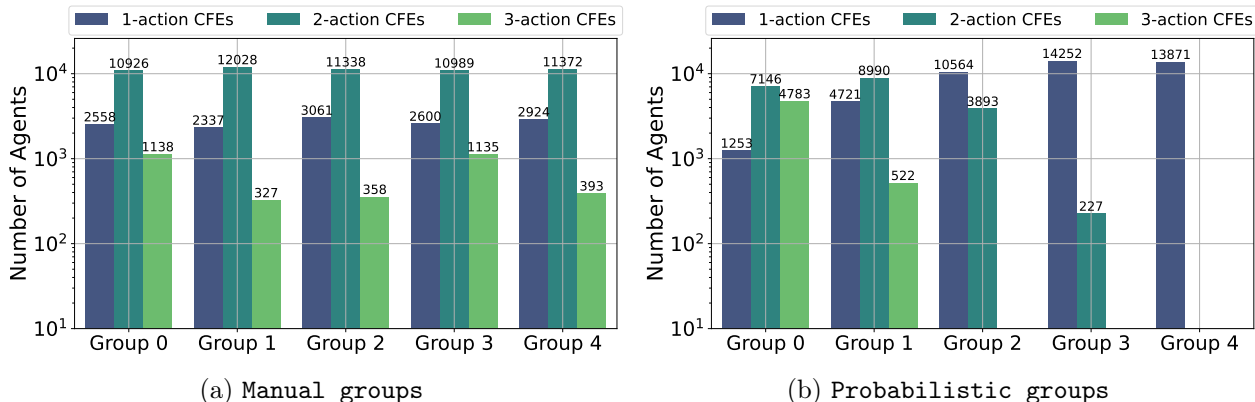 1-action CFEs 2-action CFEs 3-action CFEs
Number of Agents
10^4
10^3
10^2
10^1
2558 10926 1138
2337 12028 327
3061 11338 358
2600 10989 1135
2924 11372 393
Group 0 Group 1 Group 2 Group 3 Group 4
(a) Manual groups
1-action CFEs 2-action CFEs 3-action CFEs
Number of Agents
10^4
10^3
10^2
10^1
1253 7146 4783
4721 8990 522
10564 3893
14252 227
13871
Group 0 Group 1 Group 2 Group 3 Group 4
(b) Probabilistic groups